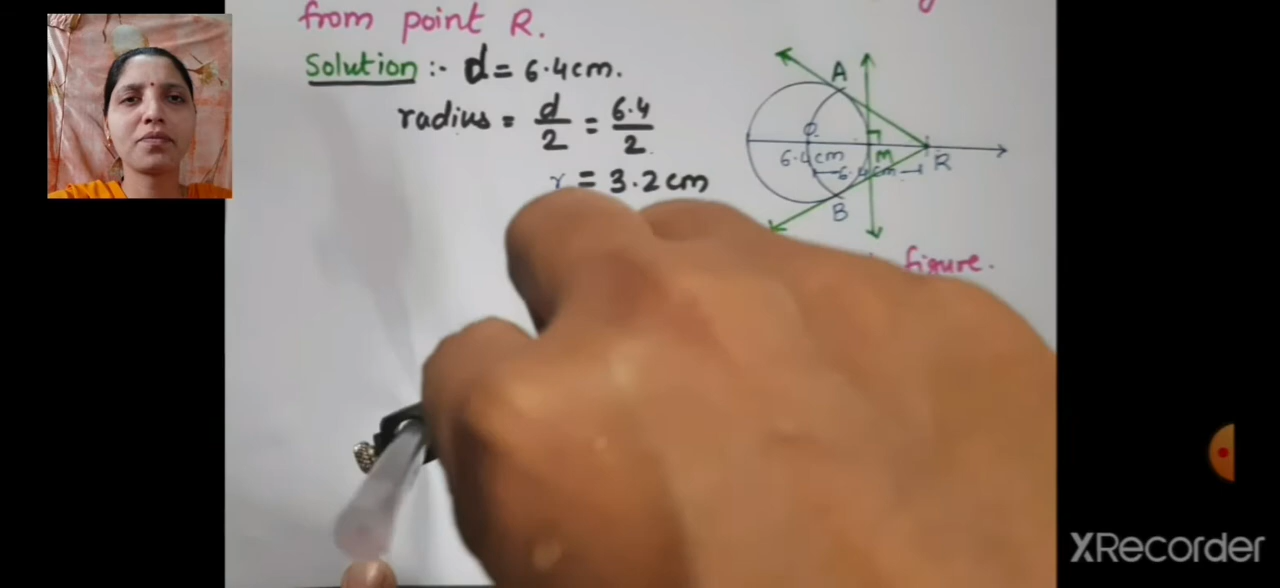 from point R.
Solution :- d = 6.4cm.
radius = d/2 = 6.4/2
r = 3.2 cm
A
O
6.4cm
M
R
6.4cm
B
figure.
XRecorder